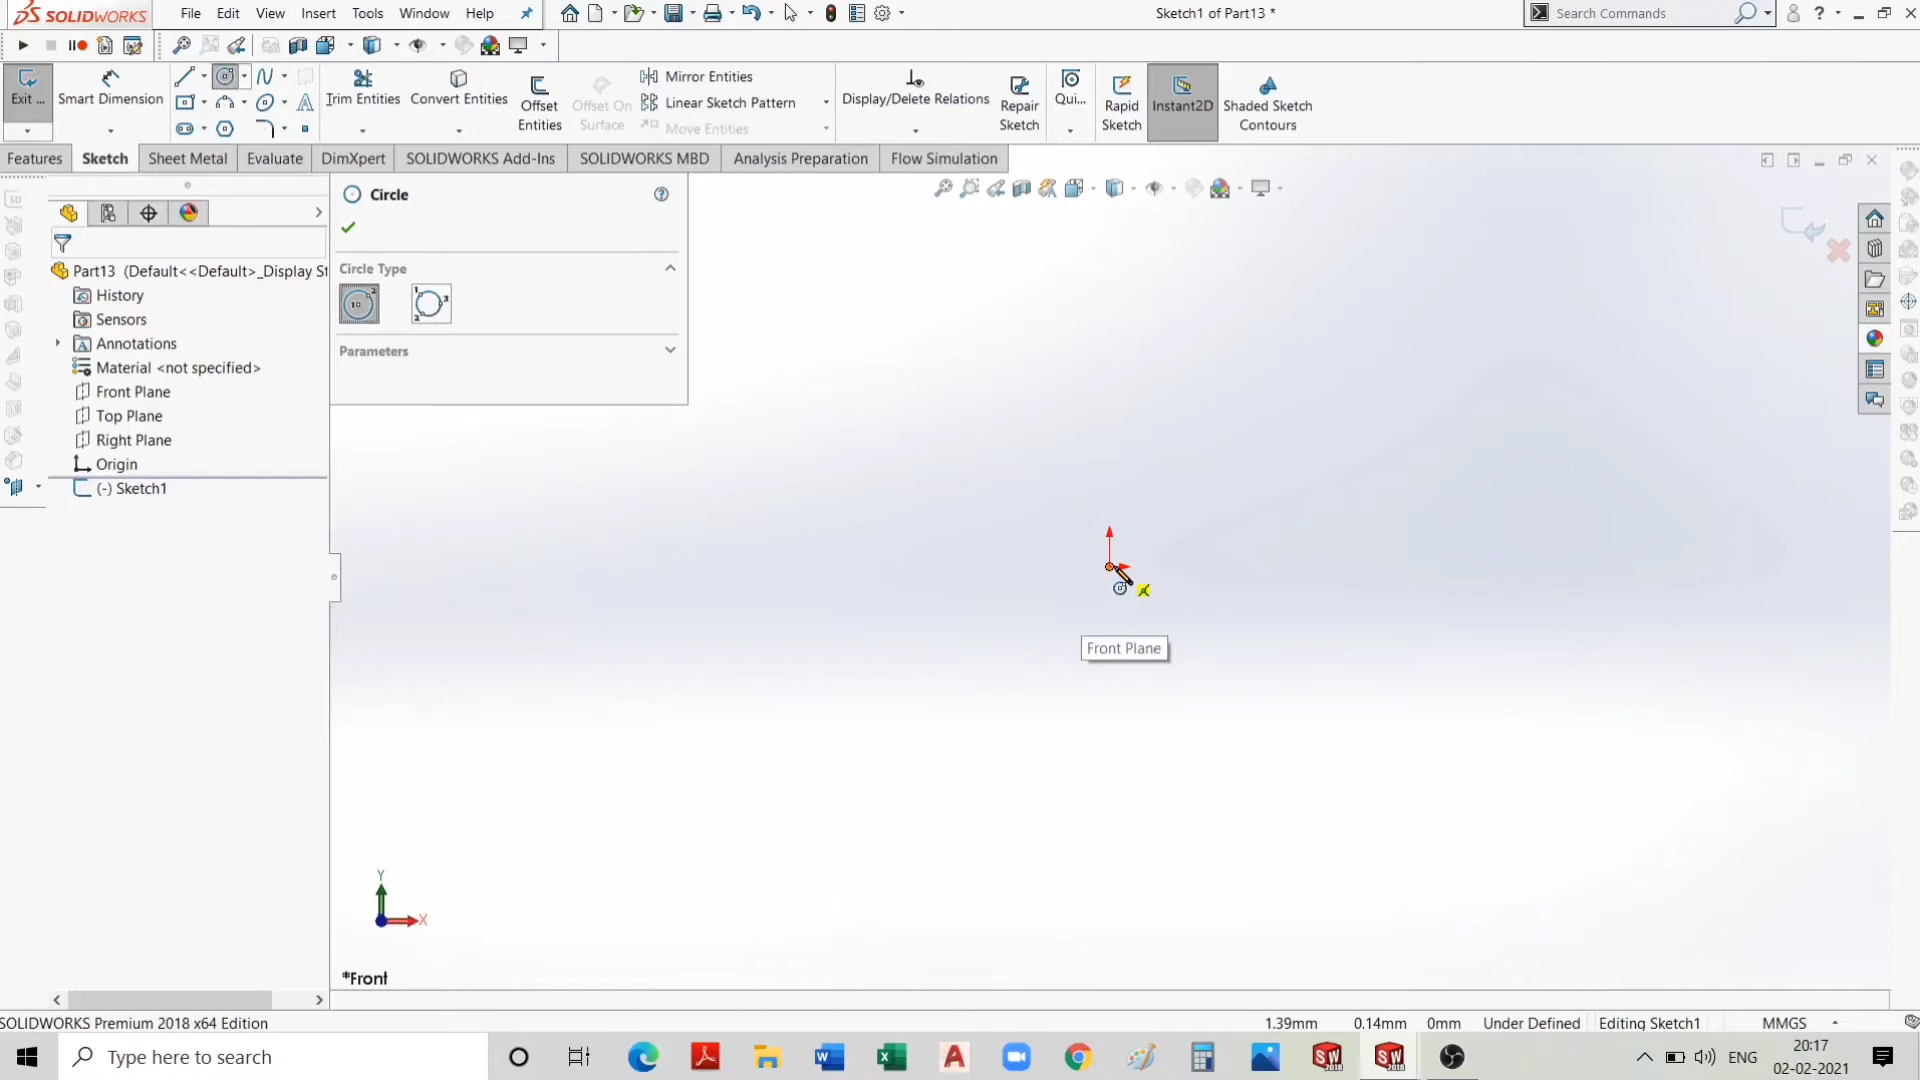 SOLIDWORKS File Edit View Insert Tools Window Help Sketch1 of Part13 * Search Commands
Exit ... Smart Dimension Trim Entities Convert Entities Offset Entities Offset On Surface Mirror Entities Linear Sketch Pattern Move Entities Display/Delete Relations Repair Sketch Qui... Rapid Sketch Instant2D Shaded Sketch Contours
Features Sketch Sheet Metal Evaluate DimXpert SOLIDWORKS Add-Ins SOLIDWORKS MBD Analysis Preparation Flow Simulation
Circle
Circle Type
Parameters
Part13 (Default<<Default>_Display St
History
Sensors
Annotations
Material <not specified>
Front Plane
Top Plane
Right Plane
Origin
(-) Sketch1
Front Plane
Y
X
*Front
SOLIDWORKS Premium 2018 x64 Edition 1.39mm 0.14mm 0mm Under Defined Editing Sketch1 MMGS
Type here to search ENG 20:17
02-02-2021